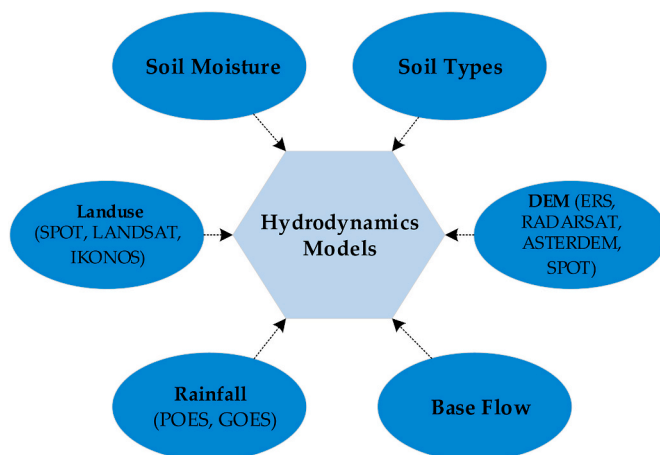 Soil Moisture
Soil Types
Landuse
(SPOT, LANDSAT,
IKONOS)
Hydrodynamics
Models
DEM (ERS,
RADARSAT,
ASTERDEM,
SPOT)
Rainfall
(POES, GOES)
Base Flow